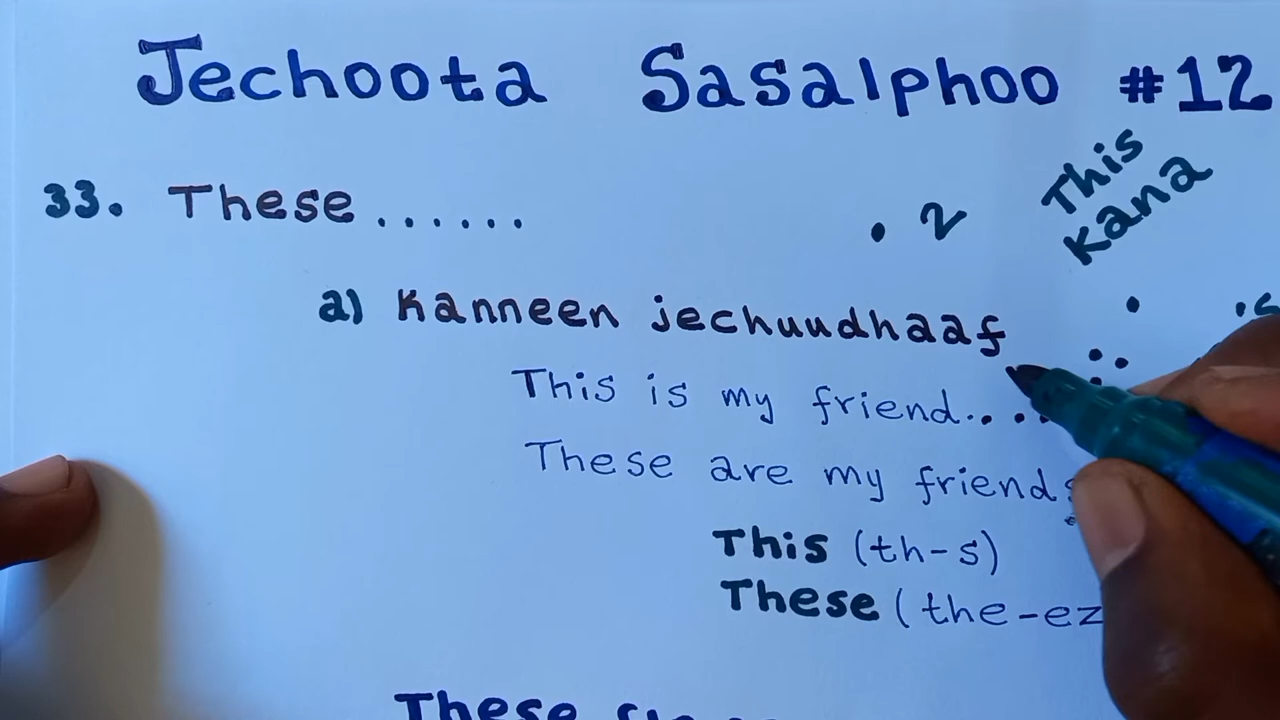 Jechoota Sasalphoo #12
33. These......
. 2
This
Kana
a) Kanneen jechuudhaaf
This is my friend.. ..
These are my friends
This (th-s)
These (the-ez
These